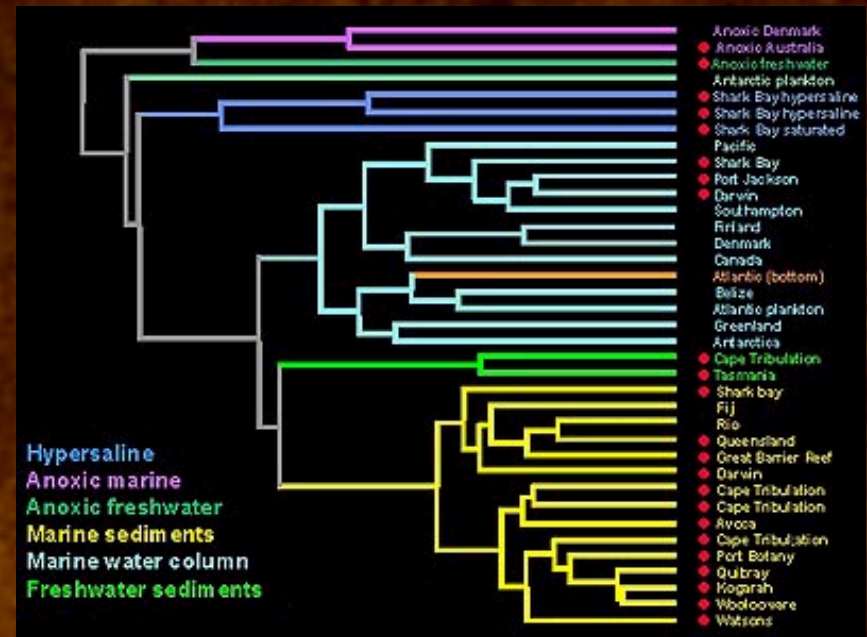 Anoxic Denmark
Anoxic Australia
Anoxic freshwater
Antarctic plankton
Shark Bay hypersaline
Shark Bay hypersaline
Shark Bay saturated
Pacific
Shark Bay
Port Jackson
Darwin
Southampton
Finland
Denmark
Canada
Atlantic (bottom)
Belize
Atlantic plankton
Greenland
Antarctica
Cape Tribulation
Tasmania
Shark bay
Fij
Rio
Queensland
Great Barrier Reef
Darwin
Cape Tribulation
Cape Tribulation
Avoca
Cape Tribulation
Port Botany
Quibray
Kogarah
Woolooware
Watsons
Hypersaline
Anoxic marine
Anoxic freshwater
Marine sediments
Marine water column
Freshwater sediments